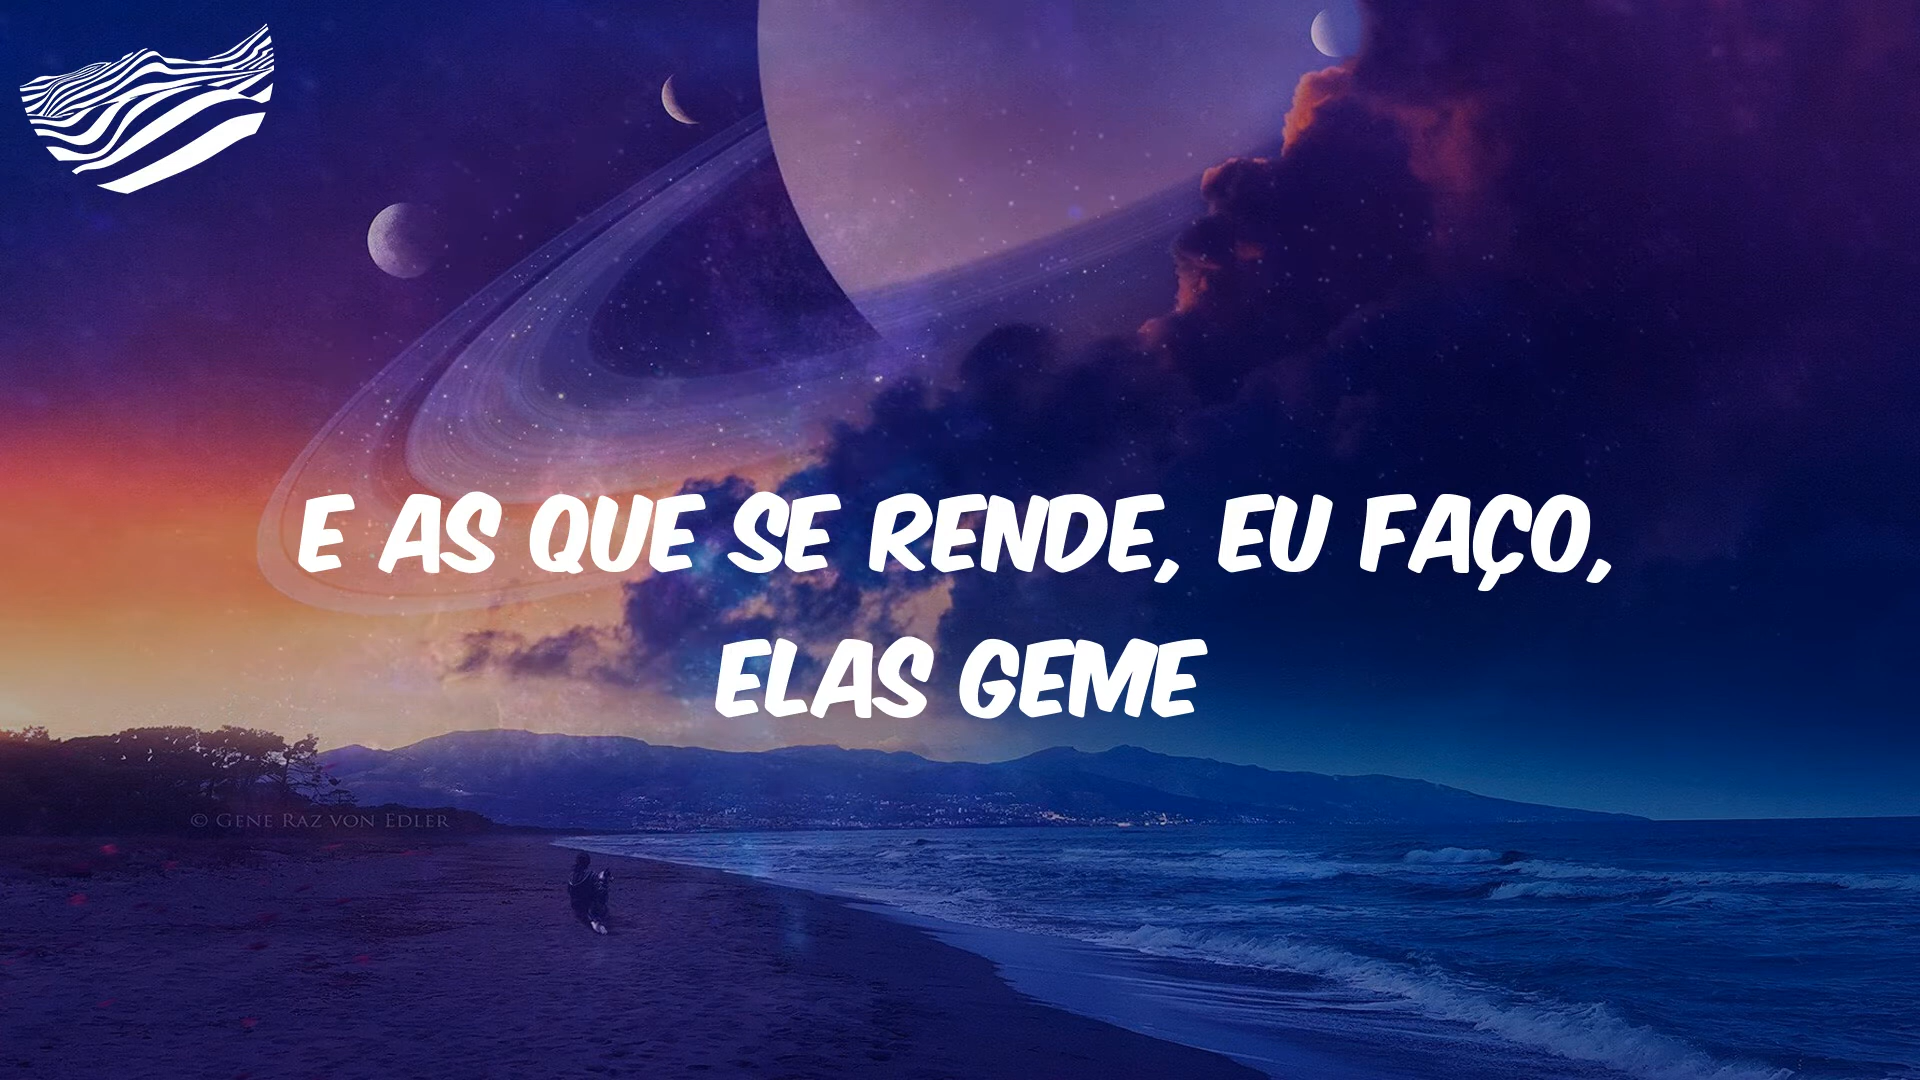 E AS QUE SE RENDE, EU FAÇO,
ELAS GEME
© GENE RAZ VON EDLER